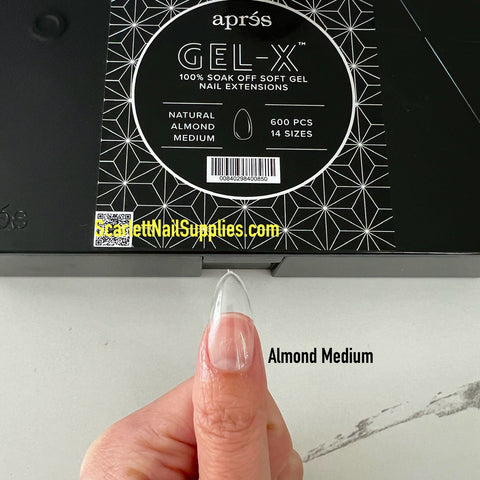 aprés
GEL-X™
100% SOAK OFF SOFT GEL
NAIL EXTENSIONS
NATURAL
ALMOND
MEDIUM
600 PCS
14 SIZES
00840298400850
ScarlettNailSupplies.com
Almond Medium